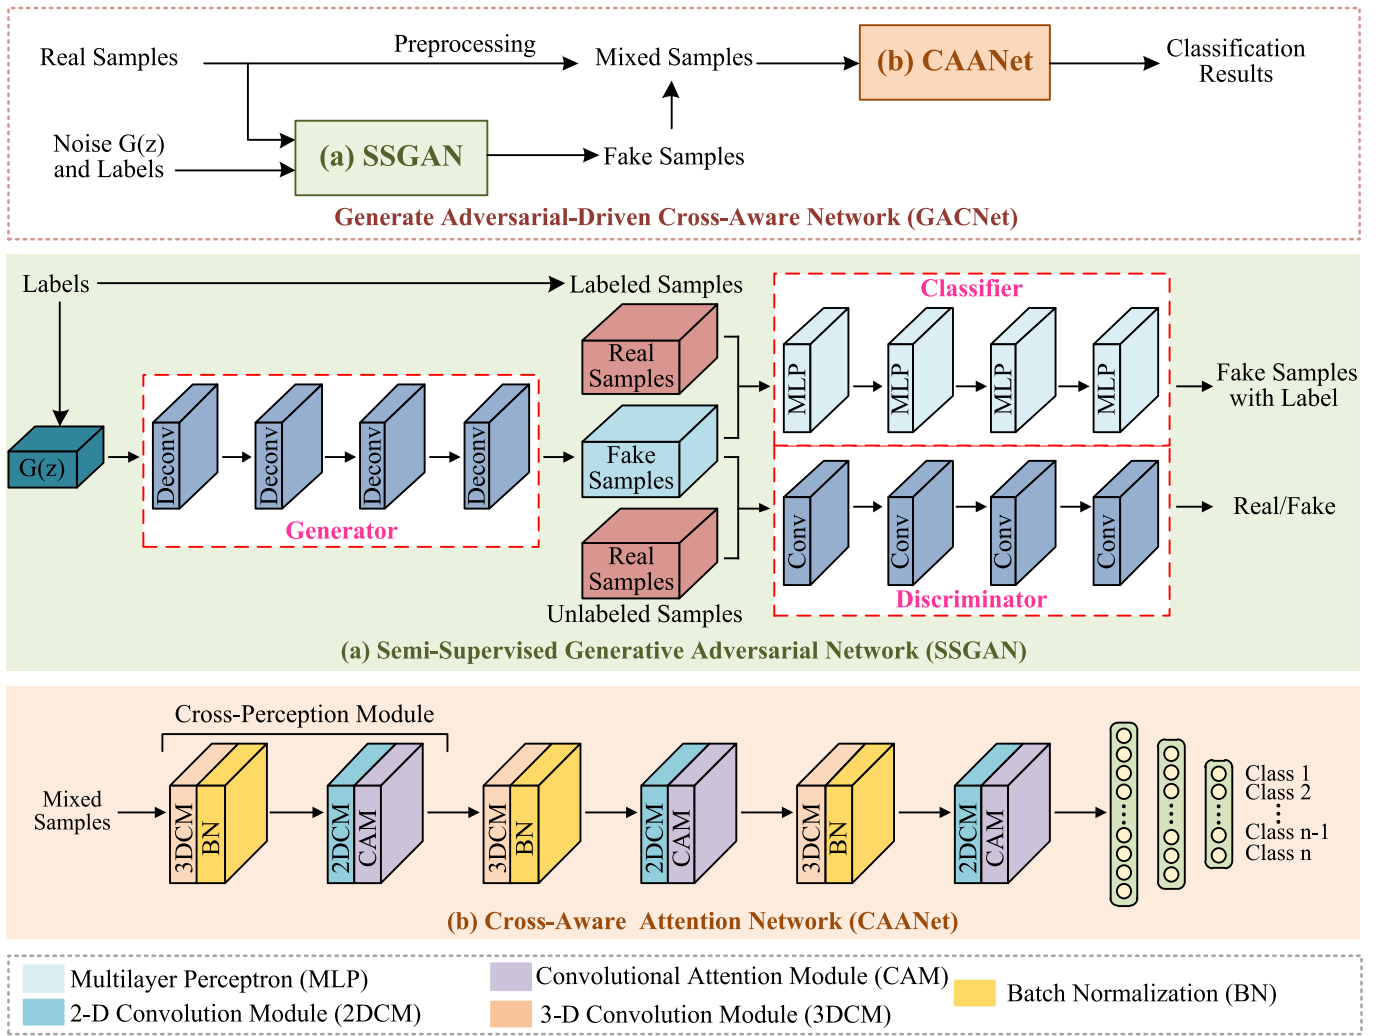 Real Samples
Preprocessing
Mixed Samples
(b) CAANet
Classification
Results
Noise G(z)
and Labels
(a) SSGAN
Fake Samples
Generate Adversarial-Driven Cross-Aware Network (GACNet)
Labels
Labeled Samples
Classifier
Real
Samples
MLP
MLP
MLP
MLP
Fake Samples
with Label
G(z)
Deconv
Deconv
Deconv
Deconv
Generator
Fake
Samples
Real
Samples
Unlabeled Samples
Conv
Conv
Conv
Conv
Real/Fake
Discriminator
(a) Semi-Supervised Generative Adversarial Network (SSGAN)
Cross-Perception Module
Mixed
Samples
3DCM
BN
2DCM
CAM
3DCM
BN
2DCM
CAM
3DCM
BN
2DCM
CAM
Class 1
Class 2
Class n-1
Class n
(b) Cross-Aware Attention Network (CAANet)
Multilayer Perceptron (MLP)
Convolutional Attention Module (CAM)
Batch Normalization (BN)
2-D Convolution Module (2DCM)
3-D Convolution Module (3DCM)